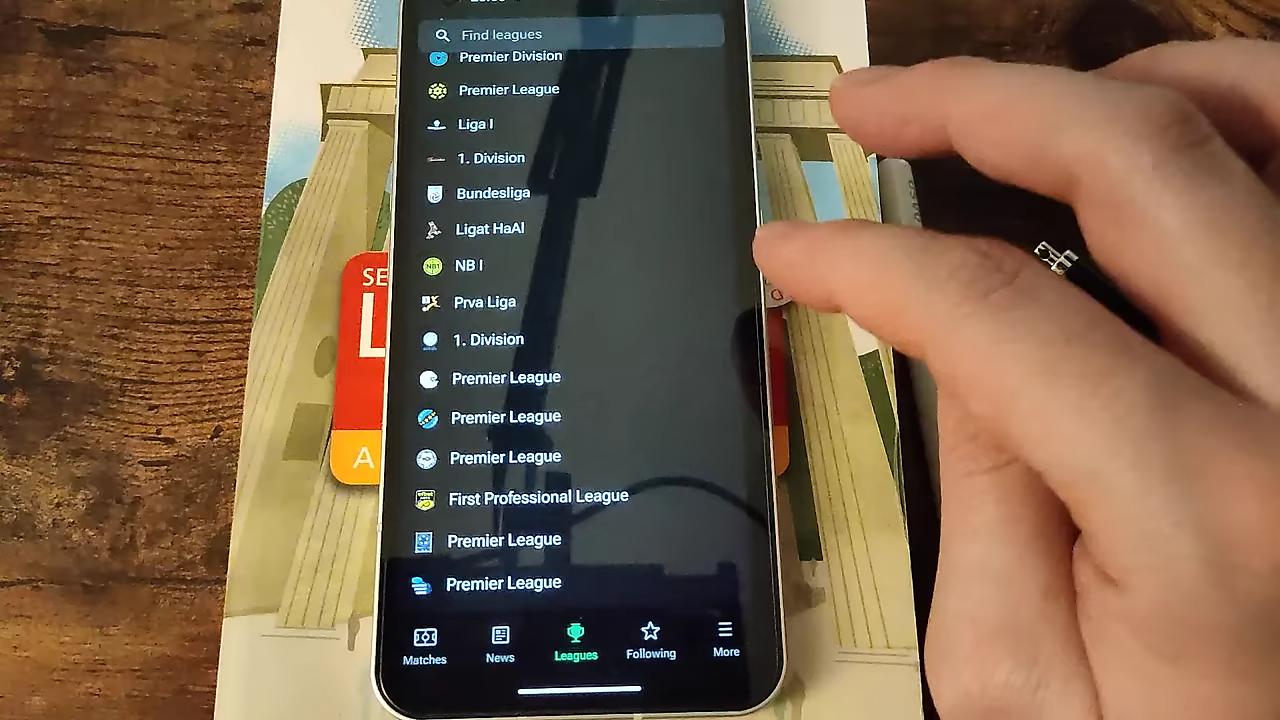 Find leagues
Premier Division
Premier League
Liga I
1. Division
Bundesliga
Ligat HaAl
NB I
Prva Liga
1. Division
Premier League
Premier League
Premier League
First Professional League
Premier League
Premier League
Matches
News
Leagues
Following
More
SE
L
A